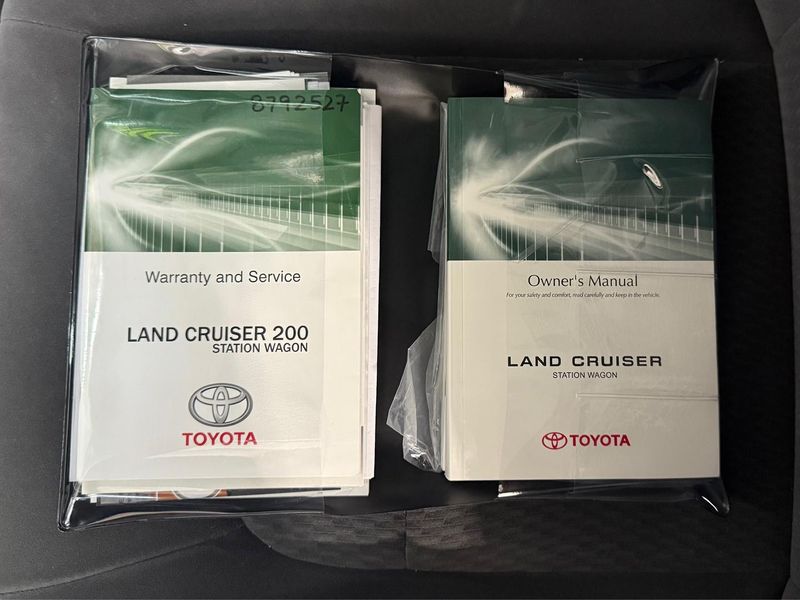 8792527
Warranty and Service
LAND CRUISER 200
STATION WAGON
TOYOTA
Owner's Manual
For your safety and comfort, read carefully and keep in the vehicle.
LAND CRUISER
STATION WAGON
TOYOTA